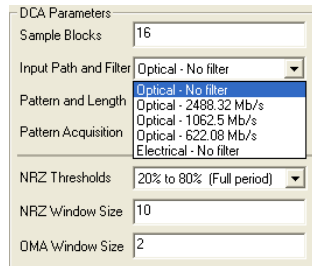 DCA Parameters
Sample Blocks 16
Input Path and Filter Optical - No filter
Optical - No filter
Pattern and Length Optical - 2488.32 Mb/s
Optical - 1062.5 Mb/s
Pattern Acquisition Optical - 622.08 Mb/s
Electrical - No filter
NRZ Thresholds 20% to 80% (Full period)
NRZ Window Size 10
OMA Window Size 2